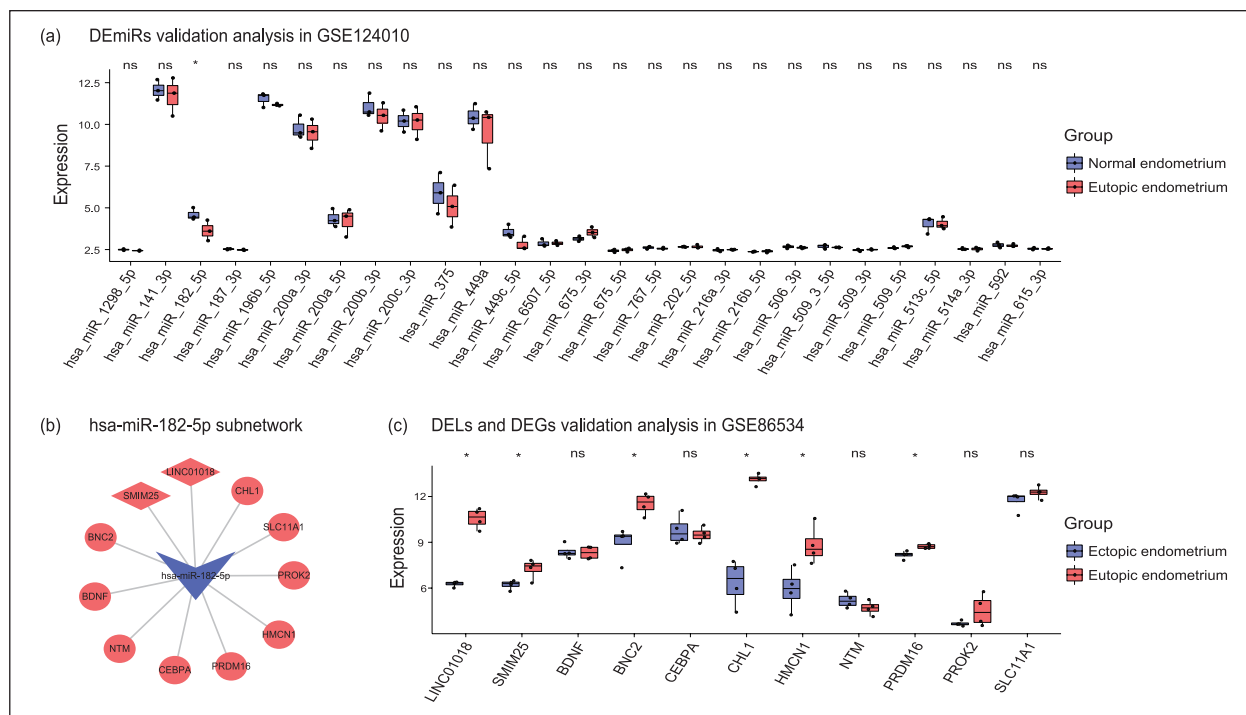 (a) DEmiRs validation analysis in GSE124010
ns ns * ns ns ns ns ns ns ns ns ns ns ns ns ns ns ns ns ns ns ns ns ns ns ns ns
Expression
12.5
10.0
7.5
5.0
2.5
hsa_miR_1298_5p
hsa_miR_141_3p
hsa_miR_182_5p
hsa_miR_187_3p
hsa_miR_196b_5p
hsa_miR_200a_3p
hsa_miR_200a_5p
hsa_miR_200b_3p
hsa_miR_200c_3p
hsa_miR_375
hsa_miR_449a
hsa_miR_449c_5p
hsa_miR_6507_5p
hsa_miR_675_3p
hsa_miR_675_5p
hsa_miR_767_5p
hsa_miR_202_5p
hsa_miR_216a_3p
hsa_miR_216b_5p
hsa_miR_506_3p
hsa_miR_509_3_5p
hsa_miR_509_3p
hsa_miR_509_5p
hsa_miR_513c_5p
hsa_miR_514a_3p
hsa_miR_592
hsa_miR_615_3p
Group
Normal endometrium
Eutopic endometrium
(b) hsa-miR-182-5p subnetwork
LINC01018
SMIM25
CHL1
SLC11A1
BNC2
hsa-miR-182-5p
PROK2
BDNF
HMCN1
NTM
PRDM16
CEBPA
(c) DELs and DEGs validation analysis in GSE86534
* * ns * ns * * ns * ns ns
Expression
12
9
6
LINC01018
SMIM25
BDNF
BNC2
CEBPA
CHL1
HMCN1
NTM
PRDM16
PROK2
SLC11A1
Group
Ectopic endometrium
Eutopic endometrium